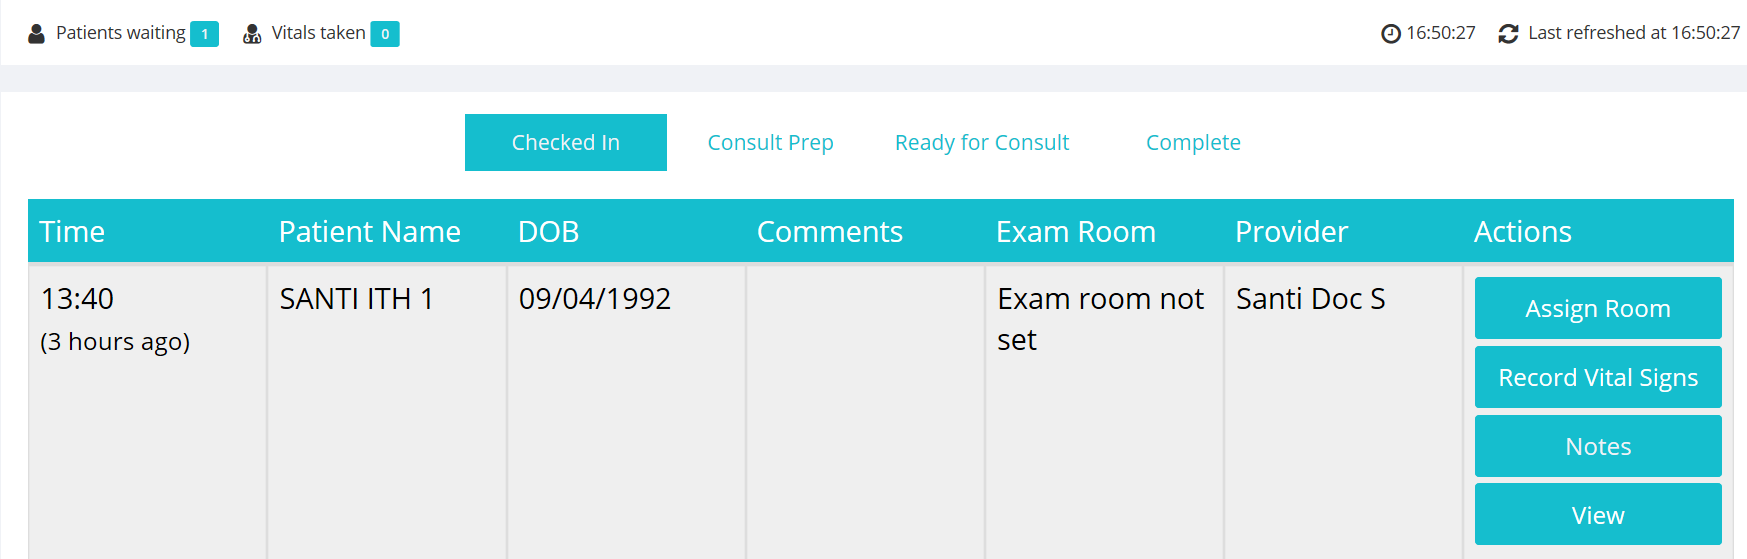 Patients waiting 1 Vitals taken 0 16:50:27 Last refreshed at 16:50:27
Checked In Consult Prep Ready for Consult Complete
Time Patient Name DOB Comments Exam Room Provider Actions
13:40 SANTI ITH 1 09/04/1992 Exam room not Santi Doc S Assign Room
(3 hours ago) set
Record Vital Signs
Notes
View